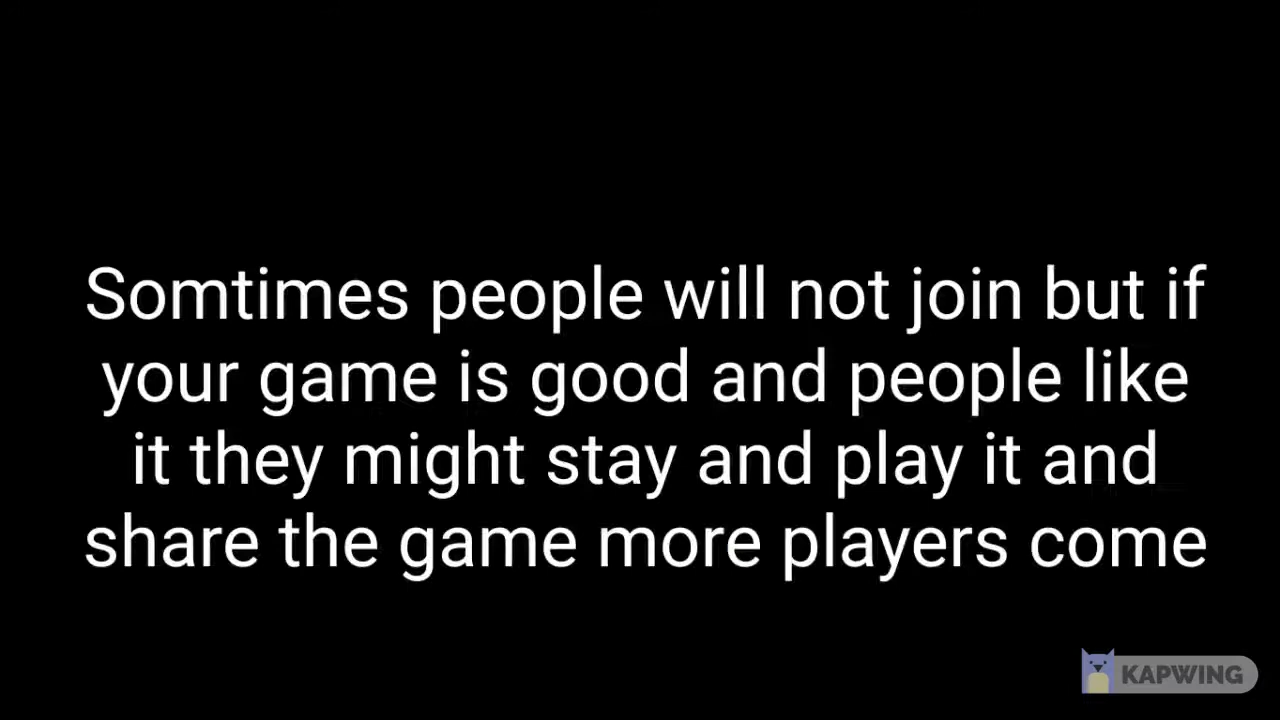 Somtimes people will not join but if
your game is good and people like
it they might stay and play it and
share the game more players come
KAPWING